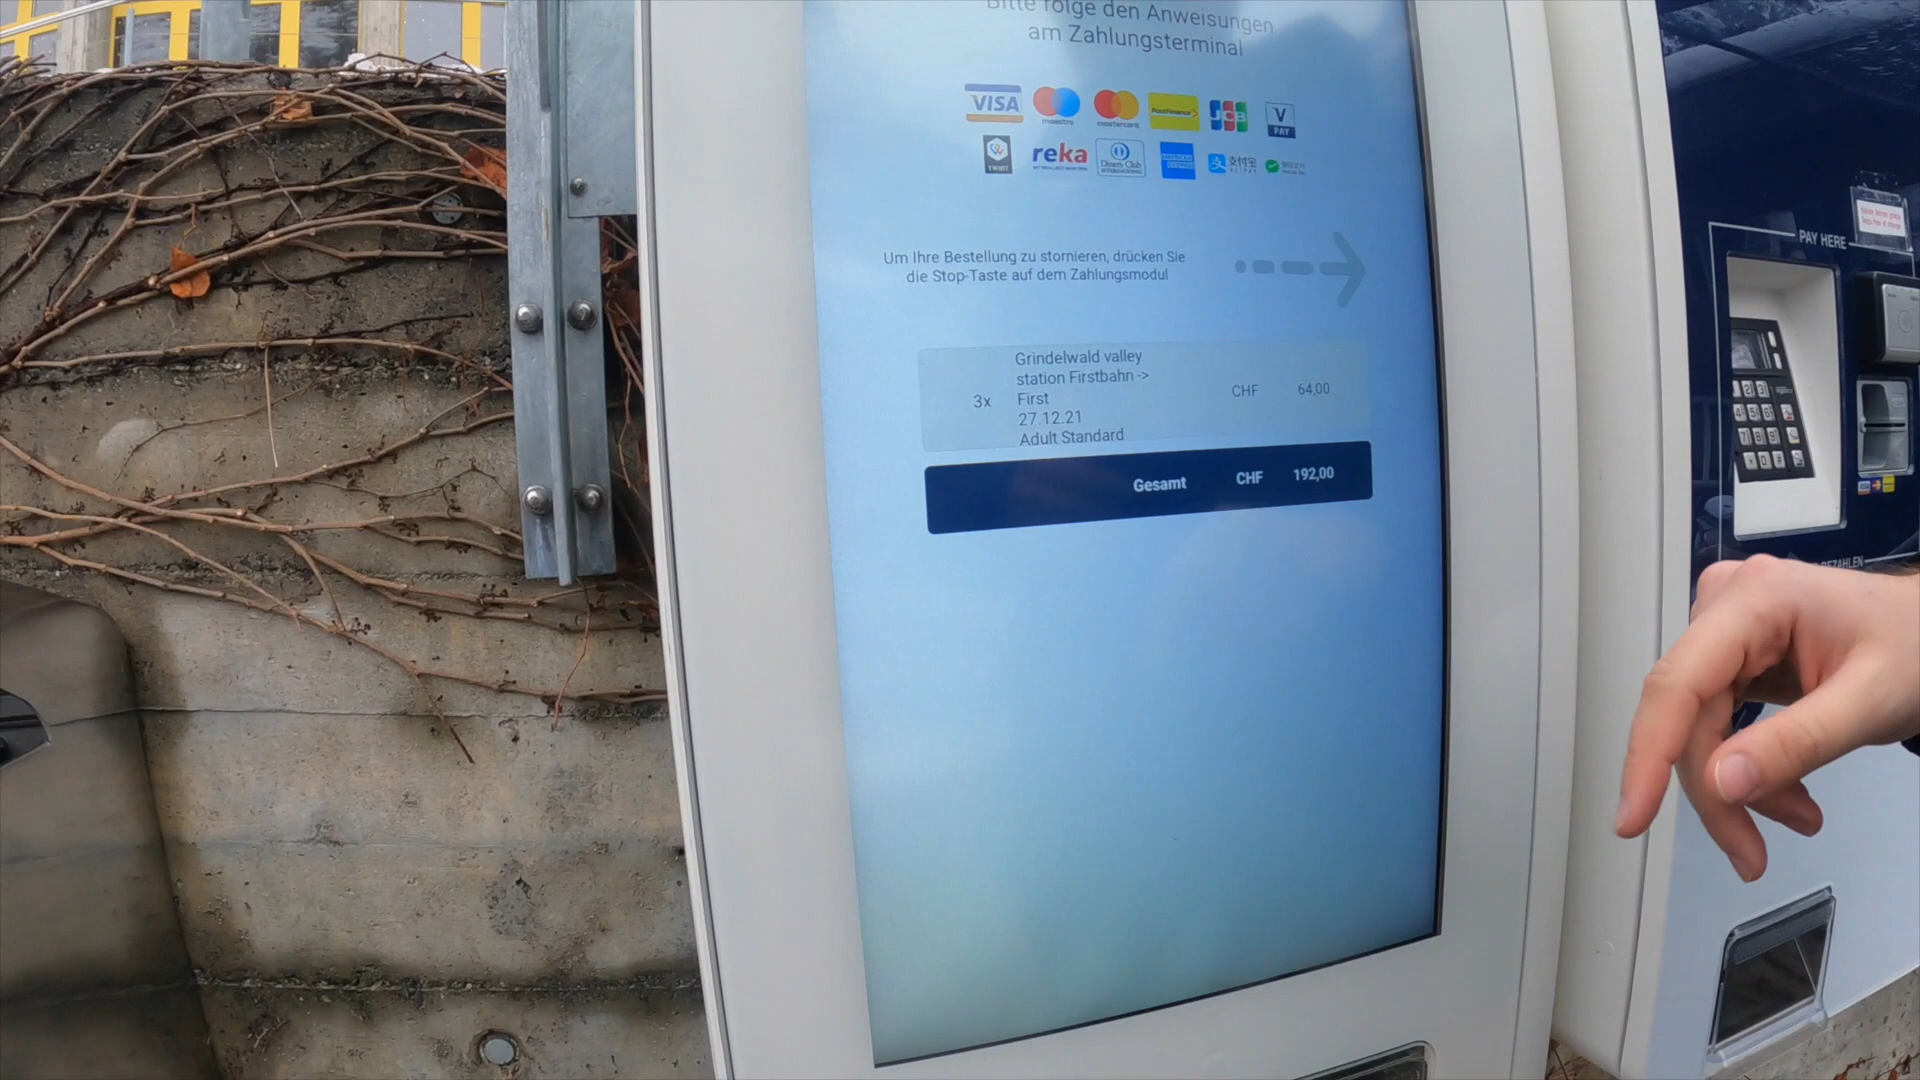 Bitte folge den Anweisungen
am Zahlungsterminal
VISA
maestro
mastercard
PostFinance
JCB
V
PAY
TWINT
reka
Diners Club
INTERNATIONAL
AMERICAN
EXPRESS
支付宝
ALIPAY
Um Ihre Bestellung zu stornieren, drücken Sie
die Stop-Taste auf dem Zahlungsmodul
3x
Grindelwald valley
station Firstbahn ->
First
27.12.21
Adult Standard
CHF 64,00
Gesamt CHF 192,00
PAY HERE